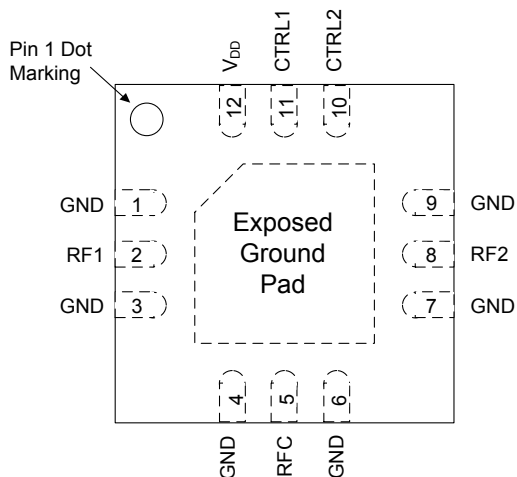 Pin 1 Dot
Marking
VDD
CTRL1
CTRL2
12
11
10
GND 1
9 GND
RF1 2
8 RF2
GND 3
7 GND
Exposed
Ground
Pad
4
5
6
GND
RFC
GND